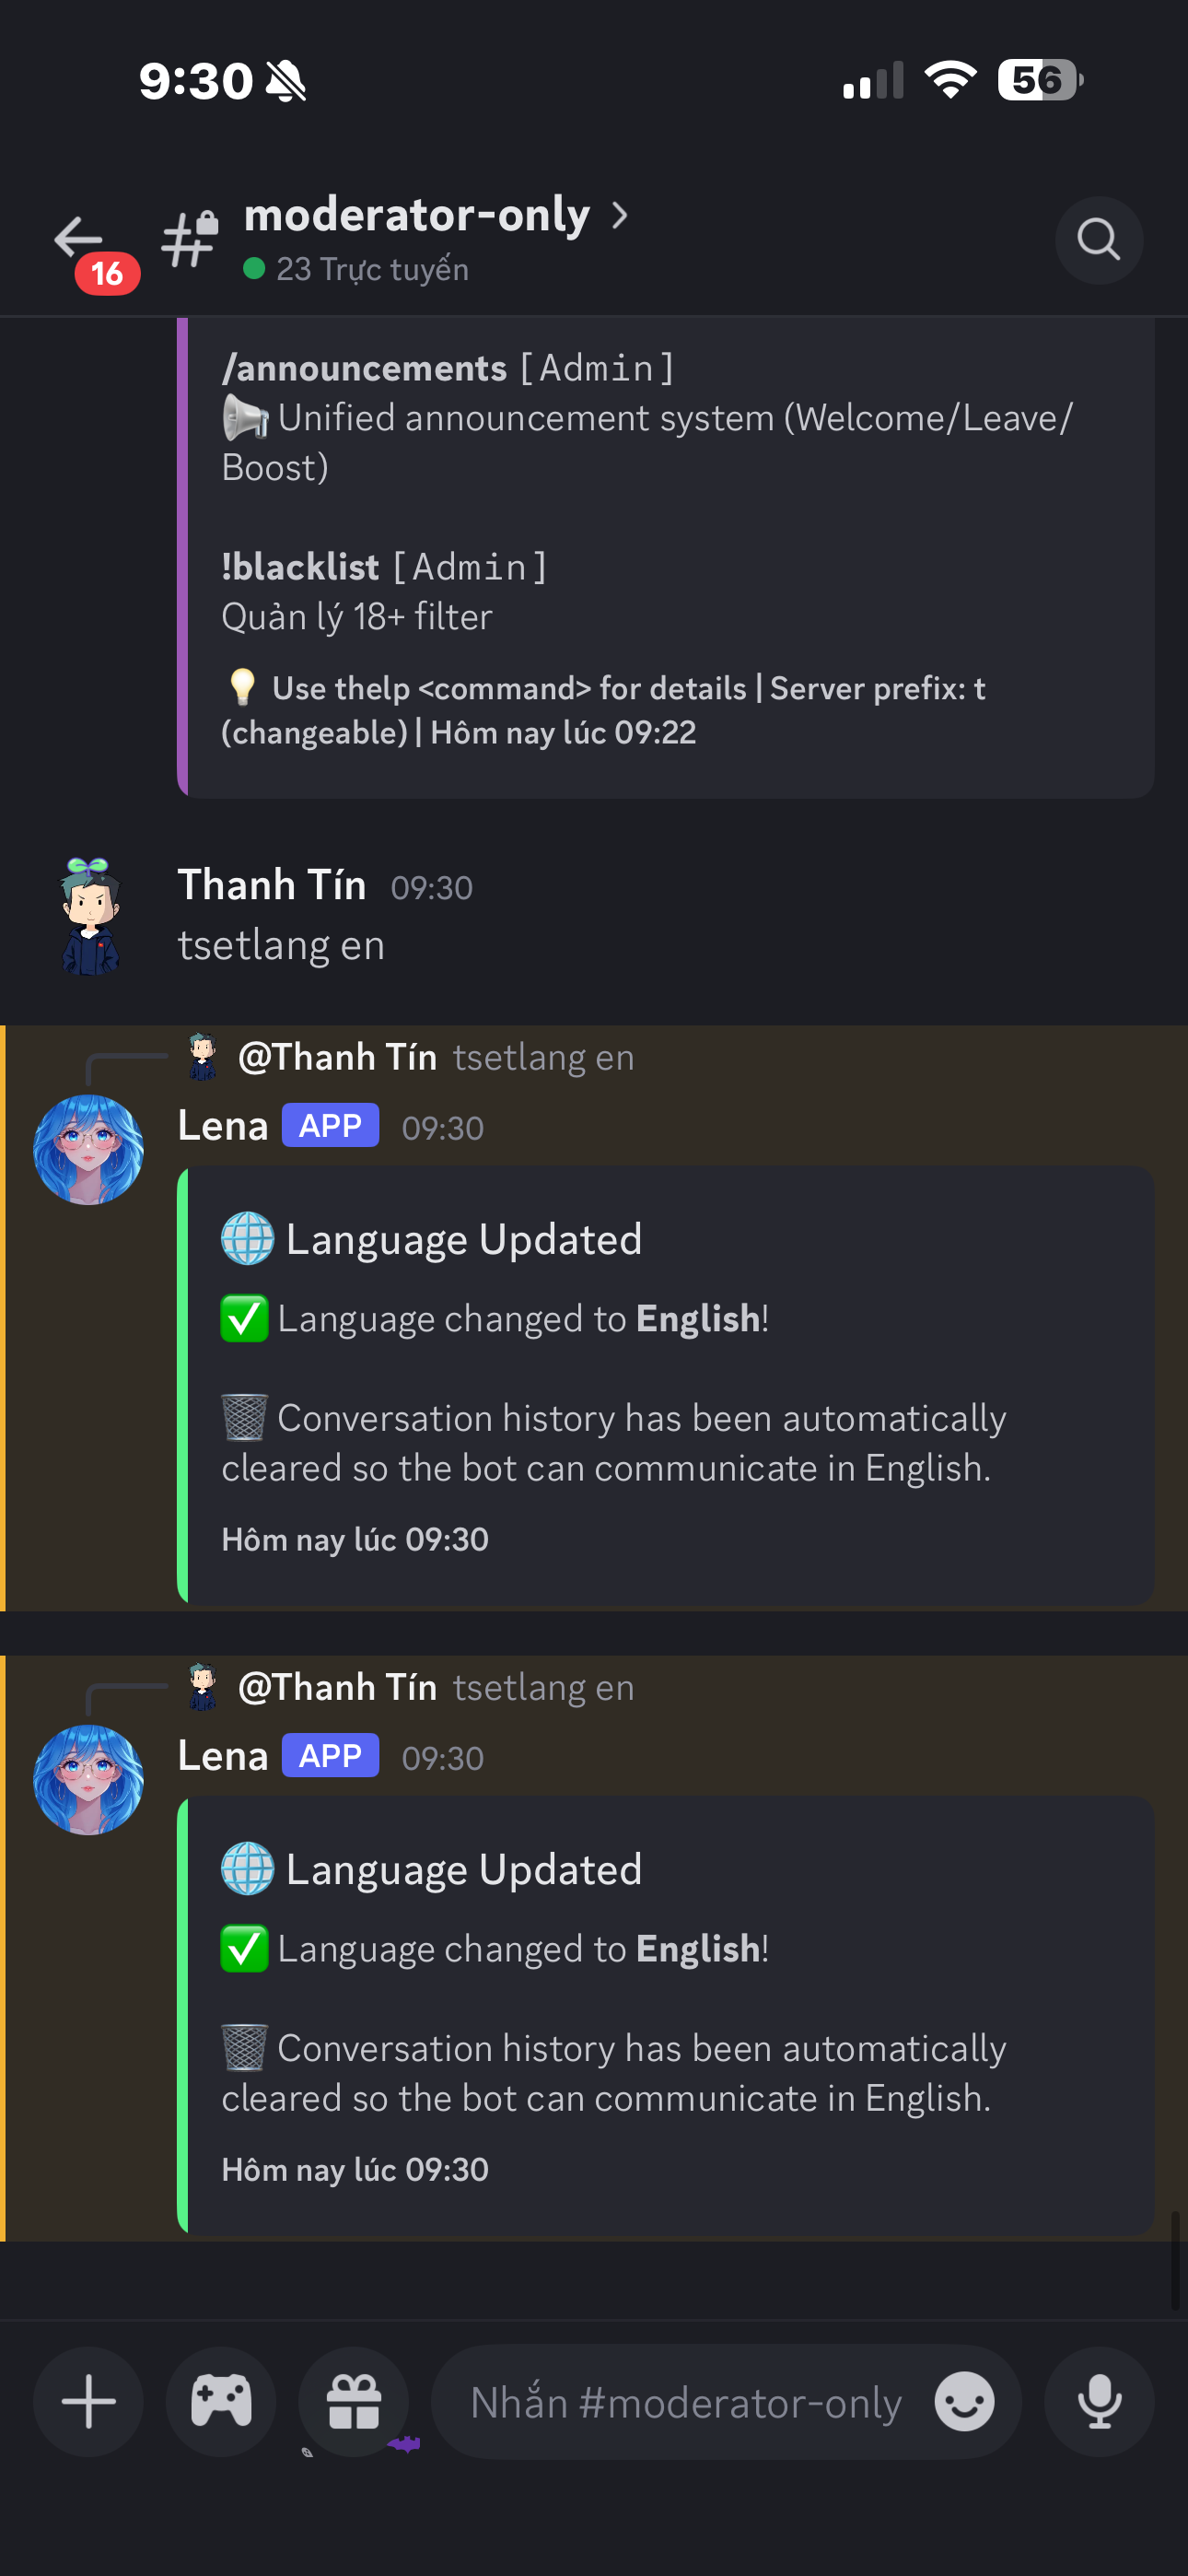 9:30
56
moderator-only
16
23 Trực tuyến
/announcements [Admin]
📢 Unified announcement system (Welcome/Leave/
Boost)
!blacklist [Admin]
Quản lý 18+ filter
💡 Use thelp <command> for details | Server prefix: t
(changeable) | Hôm nay lúc 09:22
Thanh Tín 09:30
tsetlang en
@Thanh Tín tsetlang en
Lena APP 09:30
🌐 Language Updated
✅ Language changed to English!
🗑️ Conversation history has been automatically
cleared so the bot can communicate in English.
Hôm nay lúc 09:30
@Thanh Tín tsetlang en
Lena APP 09:30
🌐 Language Updated
✅ Language changed to English!
🗑️ Conversation history has been automatically
cleared so the bot can communicate in English.
Hôm nay lúc 09:30
Nhắn #moderator-only